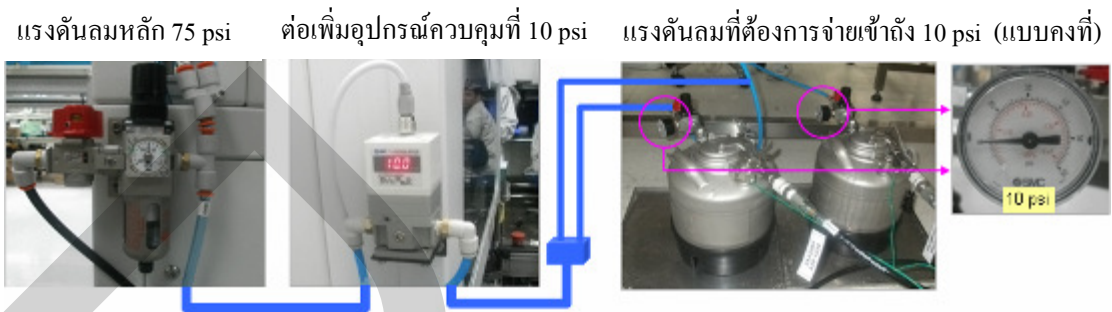 แรงดันลมหลัก 75 psi
ต่อเพิ่มอุปกรณ์ควบคุมที่ 10 psi
แรงดันลมที่ต้องการจ่ายเข้าถัง 10 psi (แบบคงที่)
10.0
SMC
10 psi